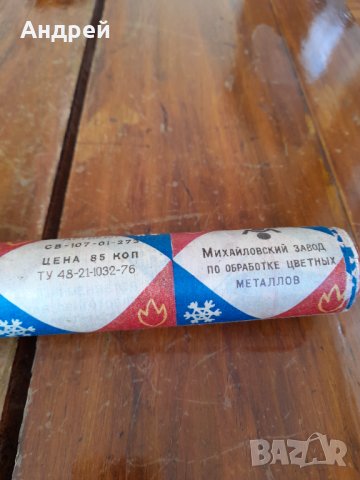 Андрей
СВ-107-01-273
ЦЕНА 85 КОП
ТУ 48-21-1032-76
МИХАЙЛОВСКИЙ ЗАВОД
ПО ОБРАБОТКЕ ЦВЕТНЫХ
МЕТАЛЛОВ
BAZAR